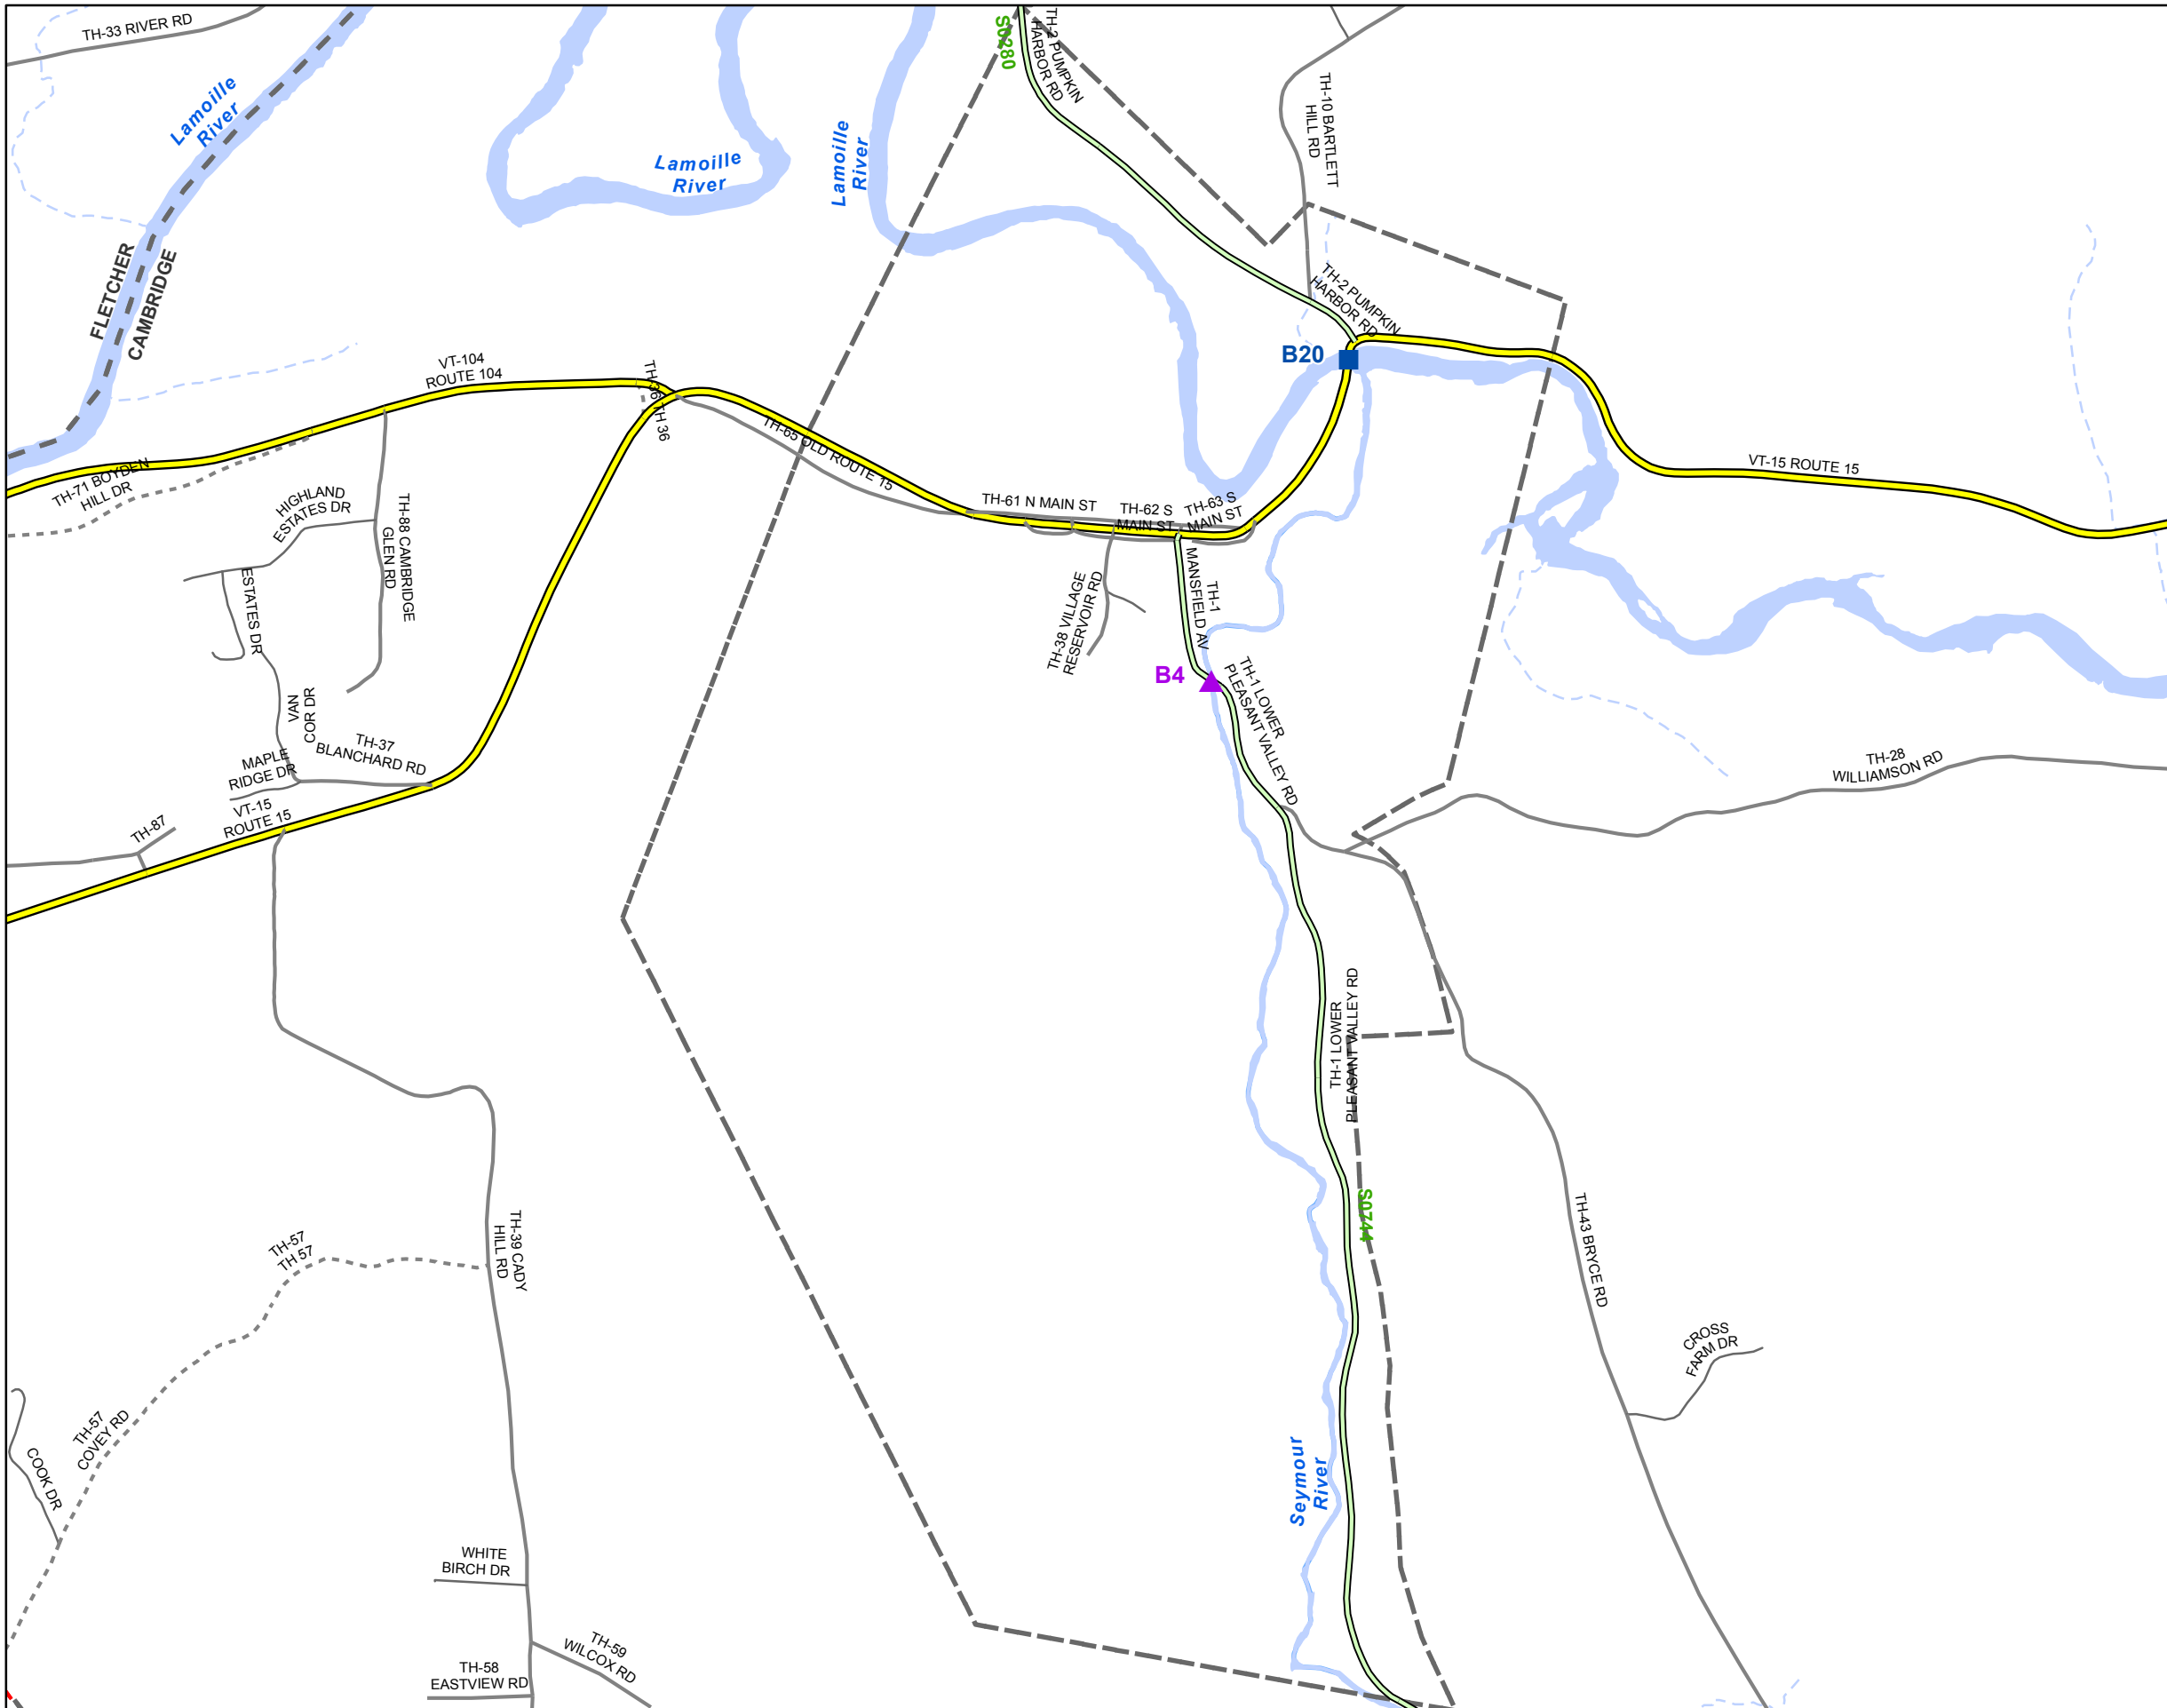 TH-33 RIVER RD
Lamoille
River
Lamoille
River
Lamoille
River
S0280
TH-2 PUMPKIN
HARBOR RD
TH-10 BARTLETT
HILL RD
FLETCHER
CAMBRIDGE
TH-2 PUMPKIN
HARBOR RD
B20
VT-104
ROUTE 104
TH-36 TH 36
TH-65 OLD ROUTE 15
VT-15 ROUTE 15
TH-71 BOYDEN
HILL DR
HIGHLAND
ESTATES DR
TH-88 CAMBRIDGE
GLEN RD
TH-61 N MAIN ST
TH-62 S
MAIN ST
TH-63 S
MAIN ST
ESTATES DR
TH-38 VILLAGE
RESERVOIR RD
TH-1
MANSFIELD AV
B4
TH-1 LOWER
PLEASANT VALLEY RD
VAN
COR DR
MAPLE
RIDGE DR
TH-37
BLANCHARD RD
TH-28
WILLIAMSON RD
VT-15
ROUTE 15
TH-87
TH-1 LOWER
PLEASANT VALLEY RD
S0744
TH-57
TH 57
TH-39 CADY
HILL RD
TH-43 BRYCE RD
CROSS
FARM DR
TH-57
COVEY RD
COOK DR
Seymour
River
WHITE
BIRCH DR
TH-59
WILCOX RD
TH-58
EASTVIEW RD